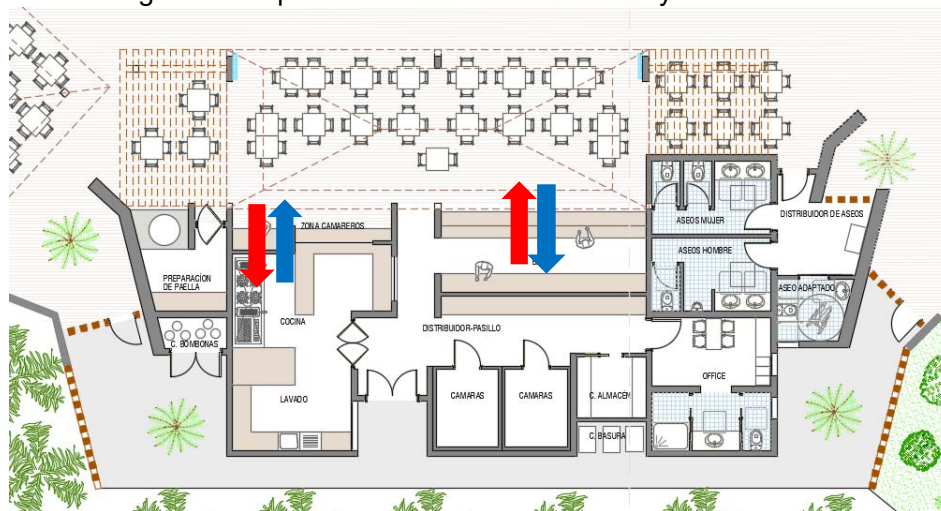 ZONA CAMAREROS
ASEOS MUJER
DISTRIBUIDOR DE ASEOS
ASEOS HOMBRE
PREPARACION
DE PAELLA
ASEO ADAPTADO
COCINA
DISTRIBUIDOR-PASILLO
C. BOMBONAS
OFFICE
LAVADO
CAMARAS
CAMARAS
C. ALMACEN
C. BASURA